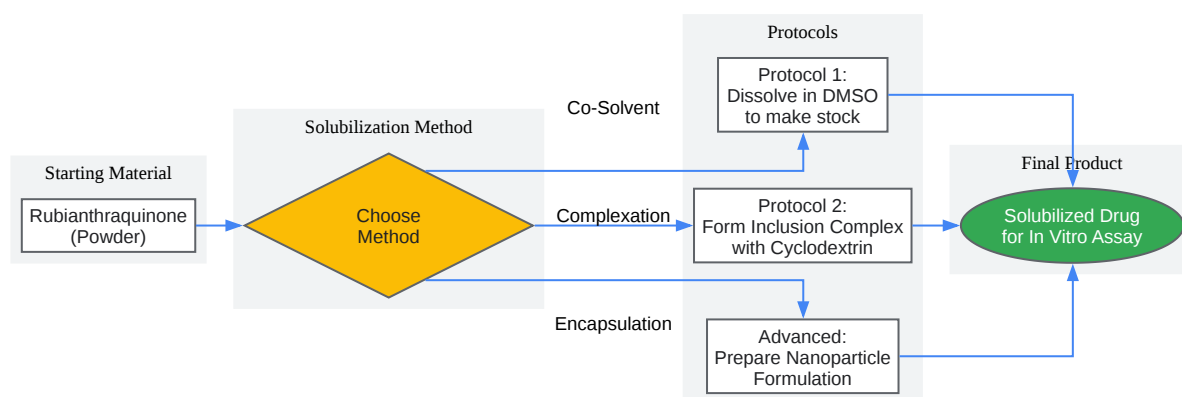 Starting Material
Rubianthraquinone
(Powder)
Solubilization Method
Choose
Method
Co-Solvent
Complexation
Encapsulation
Protocols
Protocol 1:
Dissolve in DMSO
to make stock
Protocol 2:
Form Inclusion Complex
with Cyclodextrin
Advanced:
Prepare Nanoparticle
Formulation
Final Product
Solubilized Drug
for In Vitro Assay